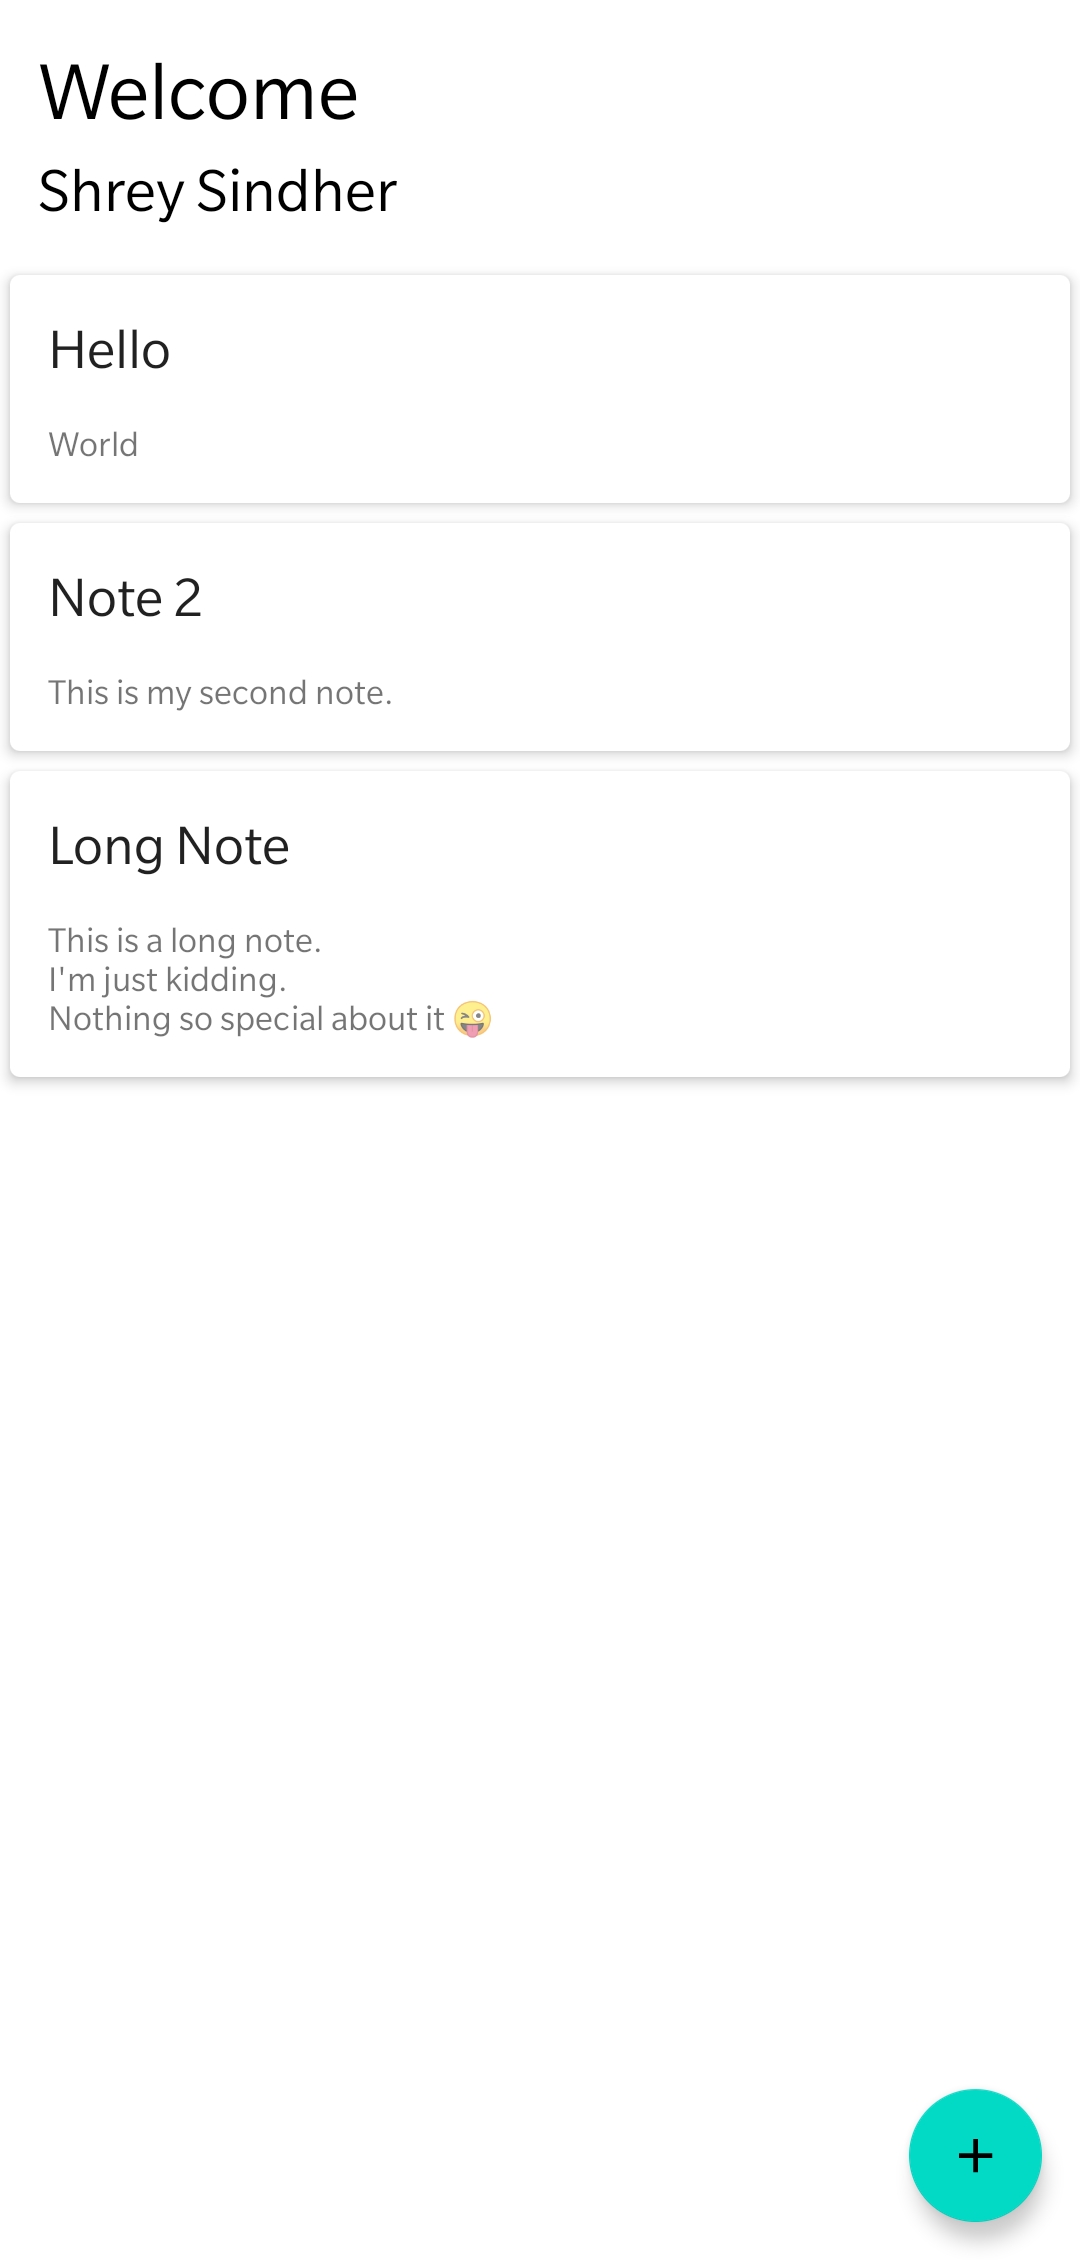 Welcome
Shrey Sindher
Hello
World
Note 2
This is my second note.
Long Note
This is a long note.
I'm just kidding.
Nothing so special about it 😜
+